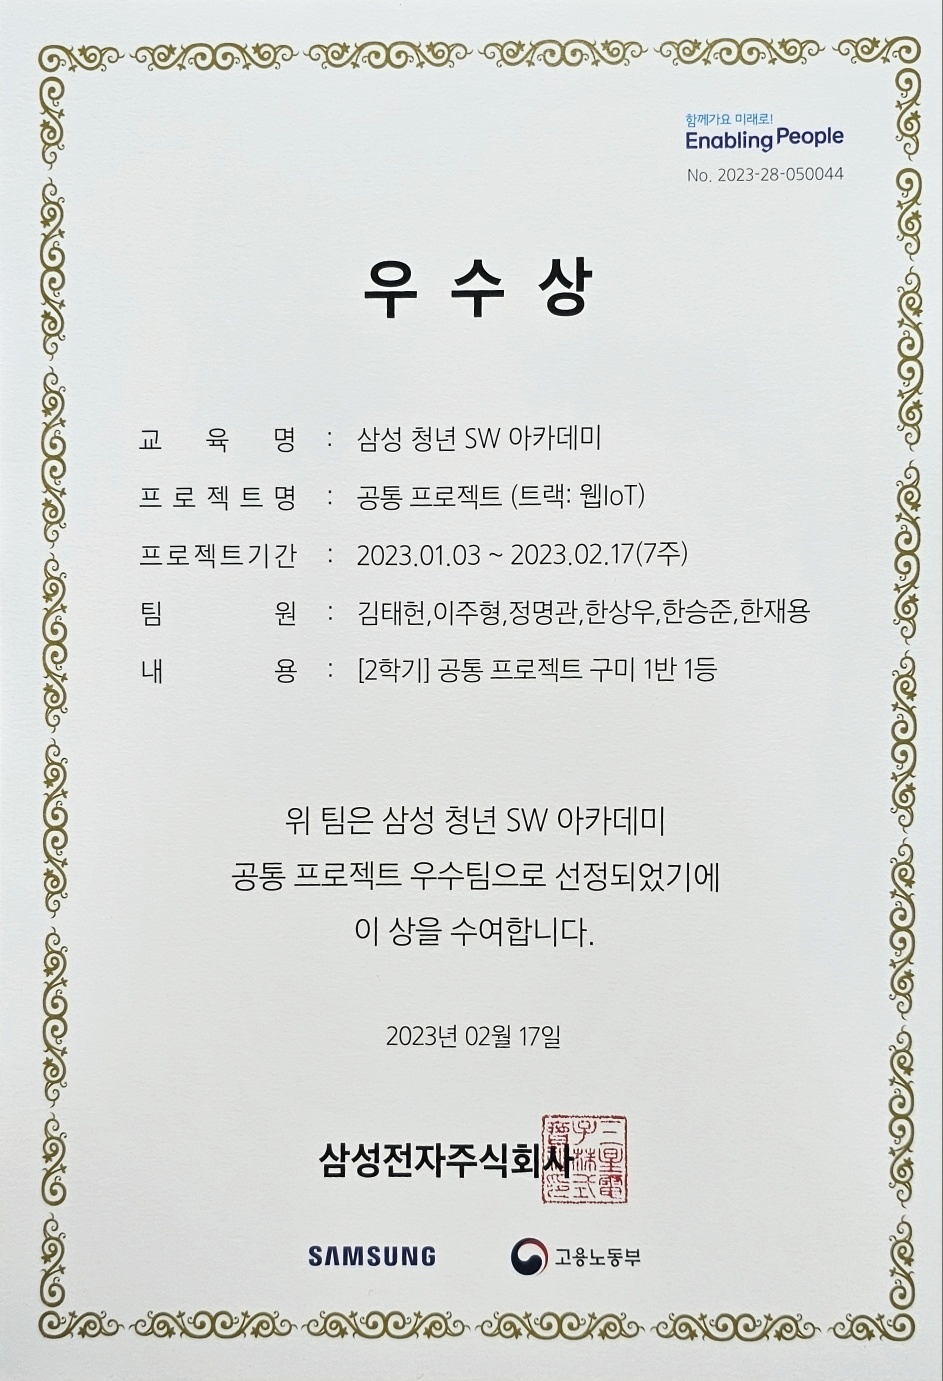 함께가요 미래로!
Enabling People
No. 2023-28-050044
우 수 상
교 육 명 : 삼성 청년 SW 아카데미
프로젝트명 : 공통 프로젝트 (트랙: 웹IoT)
프로젝트기간 : 2023.01.03 ~ 2023.02.17(7주)
팀 원 : 김태헌,이주형,정명관,한상우,한승준,한재용
내 용 : [2학기] 공통 프로젝트 구미 1반 1등
위 팀은 삼성 청년 SW 아카데미
공통 프로젝트 우수팀으로 선정되었기에
이 상을 수여합니다.
2023년 02월 17일
삼성전자주식회사
SAMSUNG 고용노동부